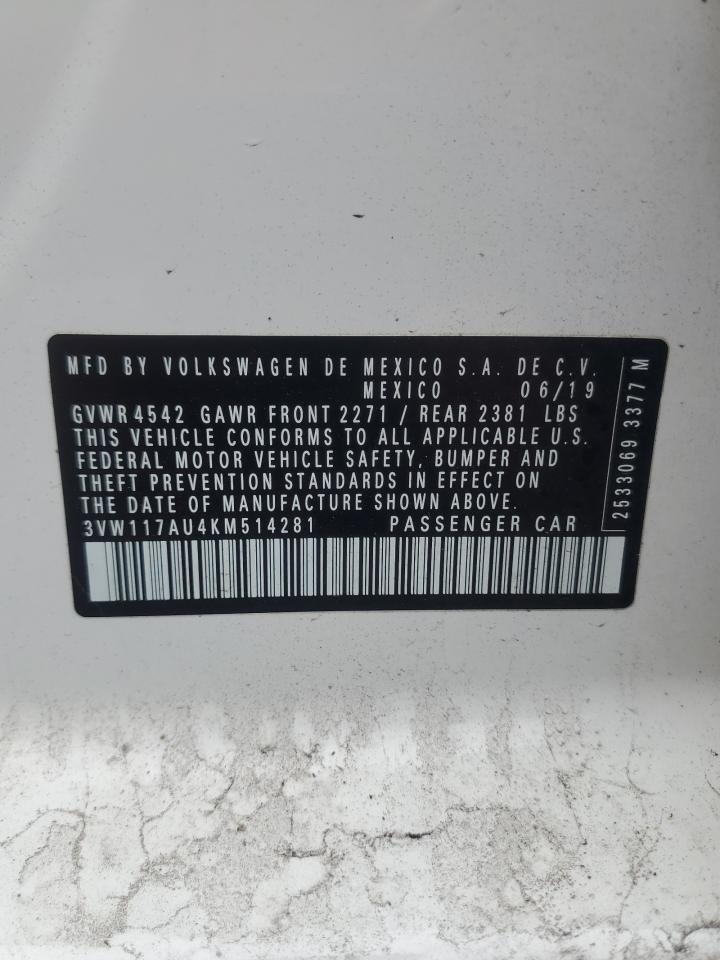 MFD BY VOLKSWAGEN DE MEXICO S.A. DE C.V.
MEXICO 06/19
GVWR 4542 GAWR FRONT 2271 / REAR 2381 LBS
THIS VEHICLE CONFORMS TO ALL APPLICABLE U.S.
FEDERAL MOTOR VEHICLE SAFETY, BUMPER AND
THEFT PREVENTION STANDARDS IN EFFECT ON
THE DATE OF MANUFACTURE SHOWN ABOVE.
3VW117AU4KM514281 PASSENGER CAR
2533069 3377 M